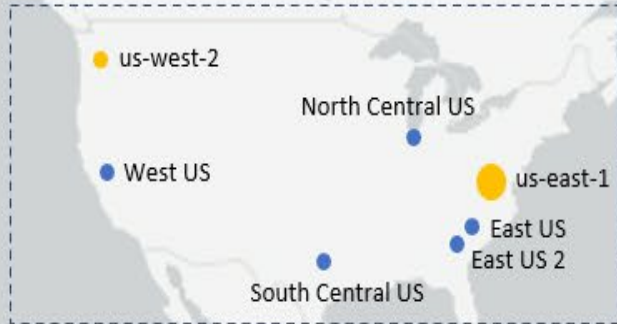 us-west-2
North Central US
West US
us-east-1
East US
East US 2
South Central US